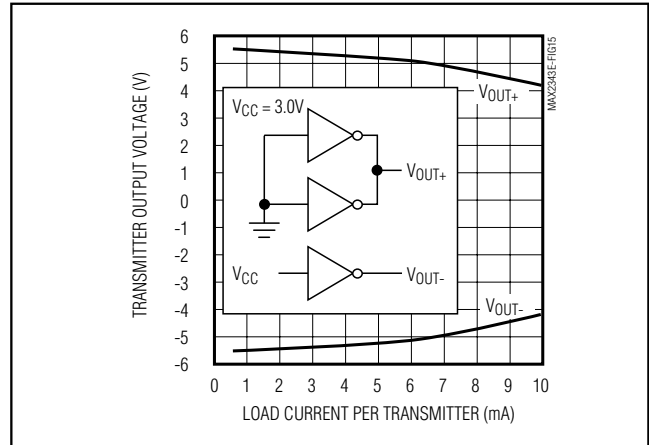 TRANSMITTER OUTPUT VOLTAGE (V)
6
5
4
3
2
1
0
-1
-2
-3
-4
-5
-6
VCC = 3.0V
VOUT+
VOUT+
VCC
VOUT-
VOUT-
MAX2343E-FIG15
0 1 2 3 4 5 6 7 8 9 10
LOAD CURRENT PER TRANSMITTER (mA)